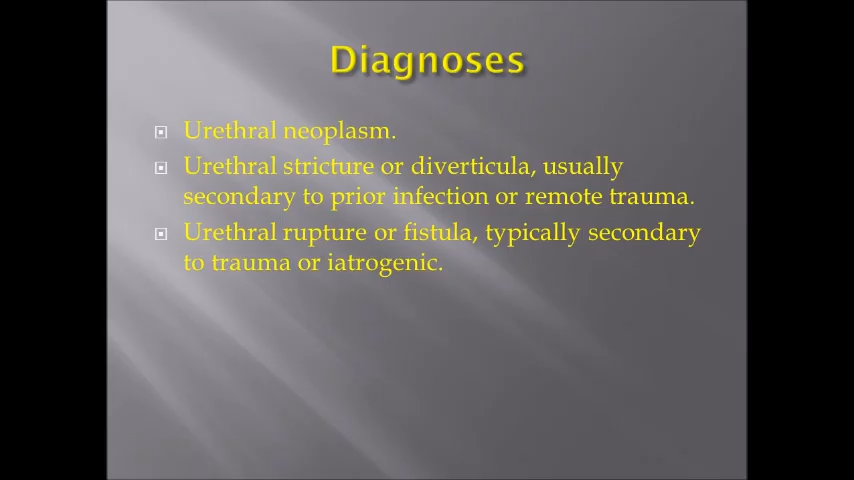 Diagnoses
Urethral neoplasm.
Urethral stricture or diverticula, usually
secondary to prior infection or remote trauma.
Urethral rupture or fistula, typically secondary
to trauma or iatrogenic.